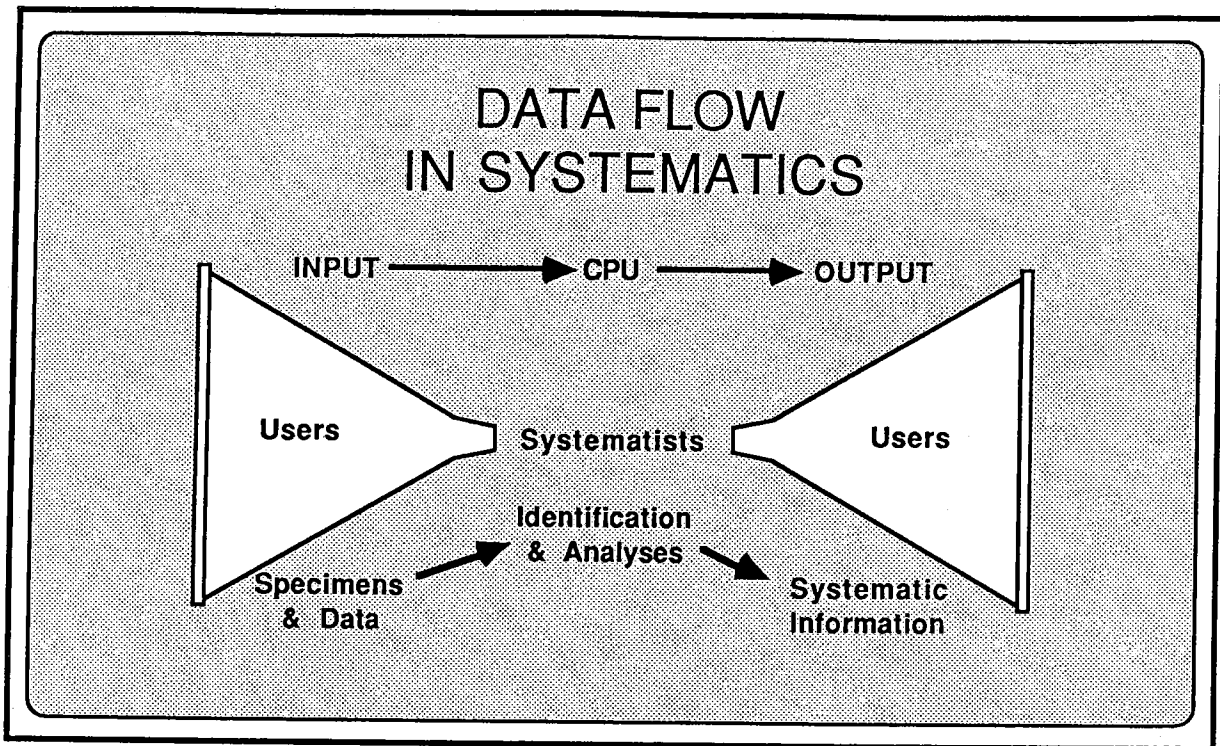 DATA FLOW
IN SYSTEMATICS
INPUT CPU OUTPUT
Users Systematists Users
Identification
& Analyses
Specimens
& Data
Systematic
Information